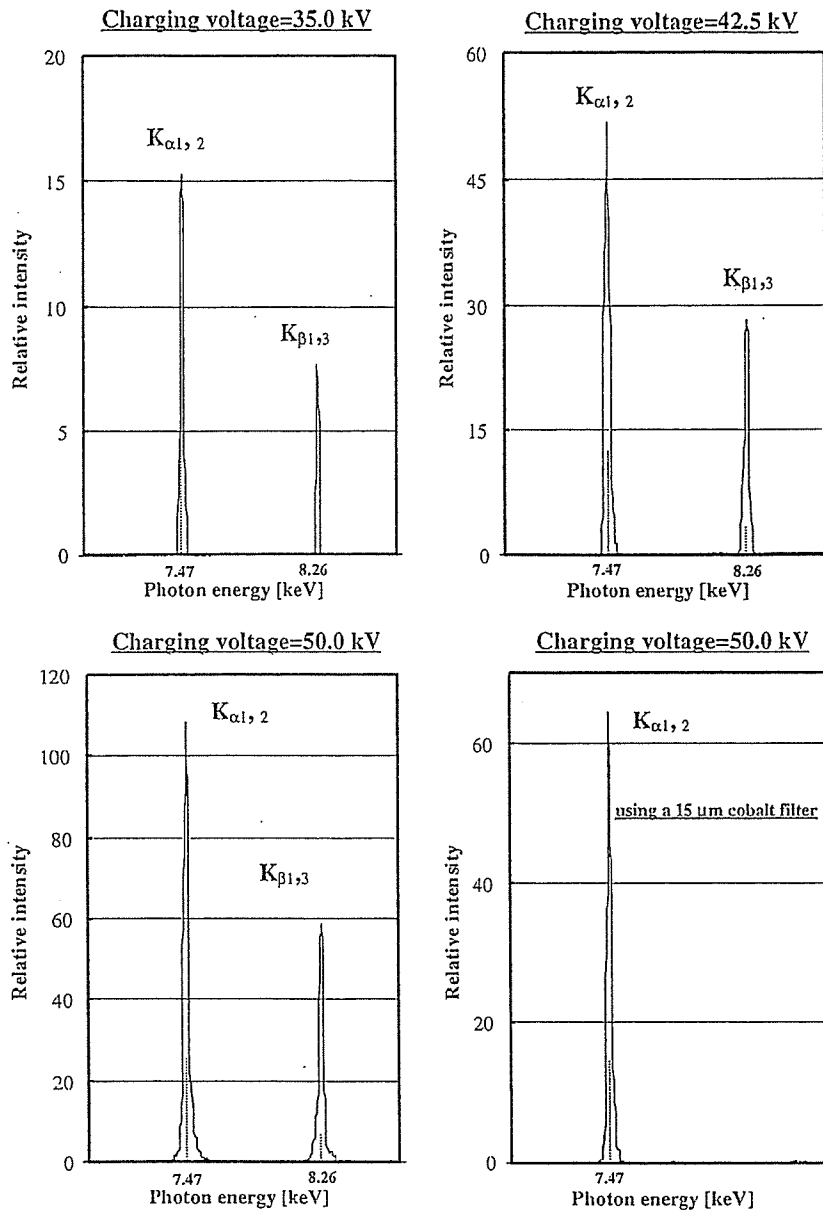 Charging voltage=35.0 kV
20
15
10
5
0
Relative intensity
Kα1, 2
Kβ1,3
7.47
8.26
Photon energy [keV]
Charging voltage=42.5 kV
60
45
30
15
0
Relative intensity
Kα1, 2
Kβ1,3
7.47
8.26
Photon energy [keV]
Charging voltage=50.0 kV
120
100
80
60
40
20
0
Relative intensity
Kα1, 2
Kβ1,3
7.47
8.26
Photon energy [keV]
Charging voltage=50.0 kV
60
40
20
0
Relative intensity
Kα1, 2
using a 15 um cobalt filter
7.47
Photon energy [keV]